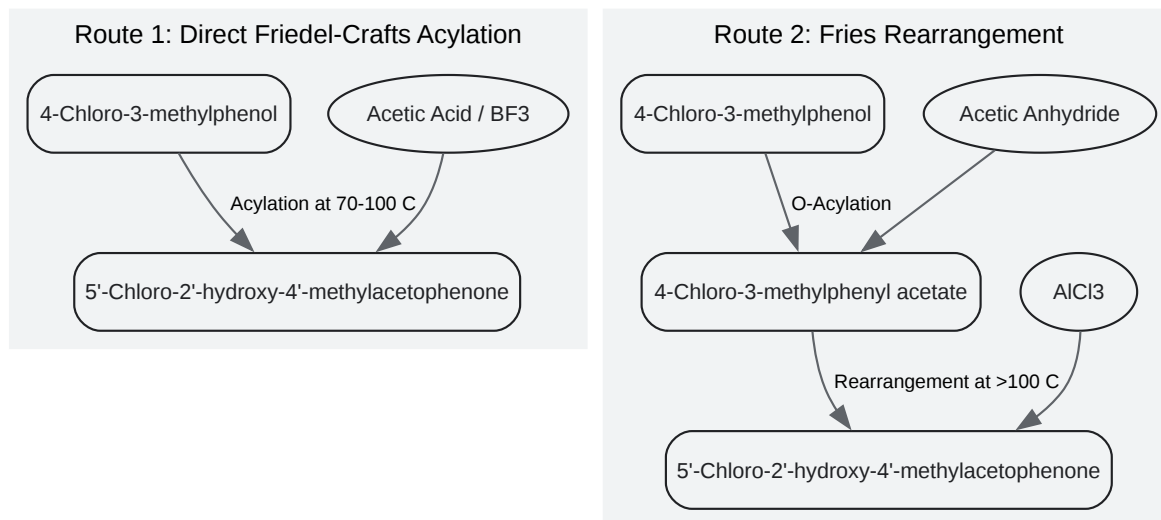 Route 1: Direct Friedel-Crafts Acylation
4-Chloro-3-methylphenol
Acetic Acid / BF3
Acylation at 70-100 C
5'-Chloro-2'-hydroxy-4'-methylacetophenone
Route 2: Fries Rearrangement
4-Chloro-3-methylphenol
Acetic Anhydride
O-Acylation
4-Chloro-3-methylphenyl acetate
AlCl3
Rearrangement at >100 C
5'-Chloro-2'-hydroxy-4'-methylacetophenone